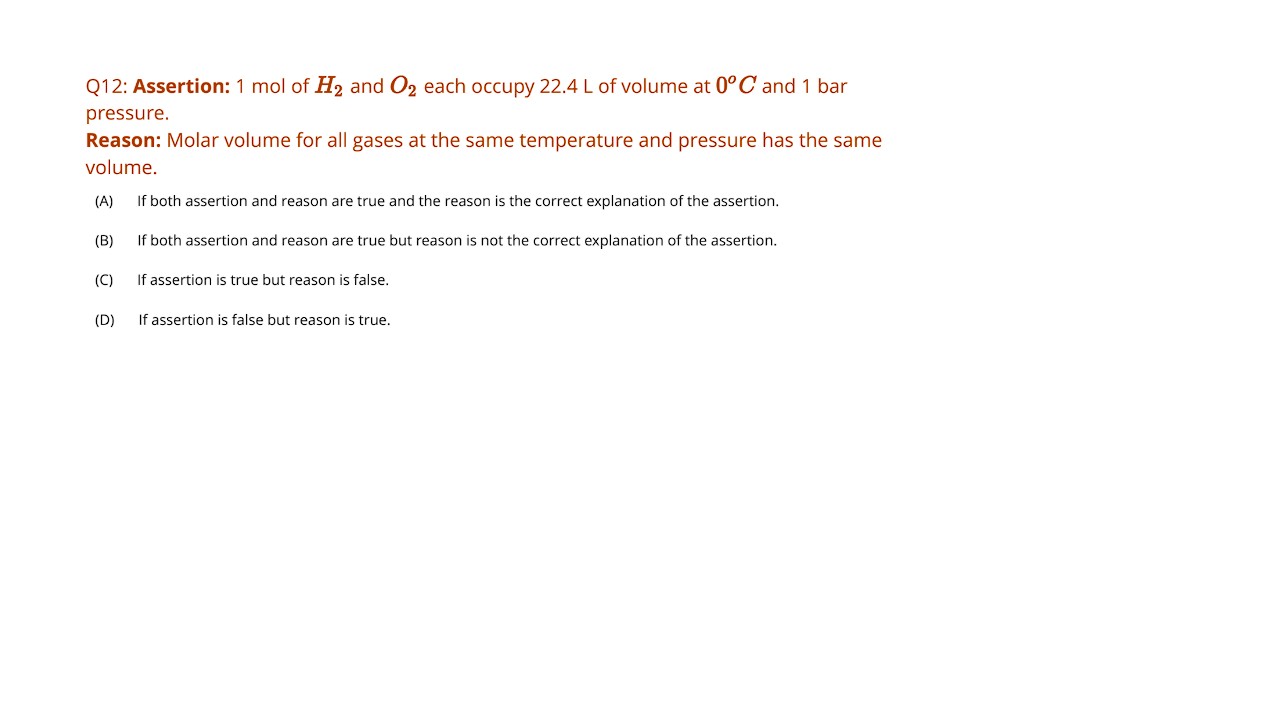 Q12: Assertion: 1 mol of H₂ and O₂ each occupy 22.4 L of volume at 0°C and 1 bar
pressure.
Reason: Molar volume for all gases at the same temperature and pressure has the same
volume.
(A) If both assertion and reason are true and the reason is the correct explanation of the assertion.
(B) If both assertion and reason are true but reason is not the correct explanation of the assertion.
(C) If assertion is true but reason is false.
(D) If assertion is false but reason is true.